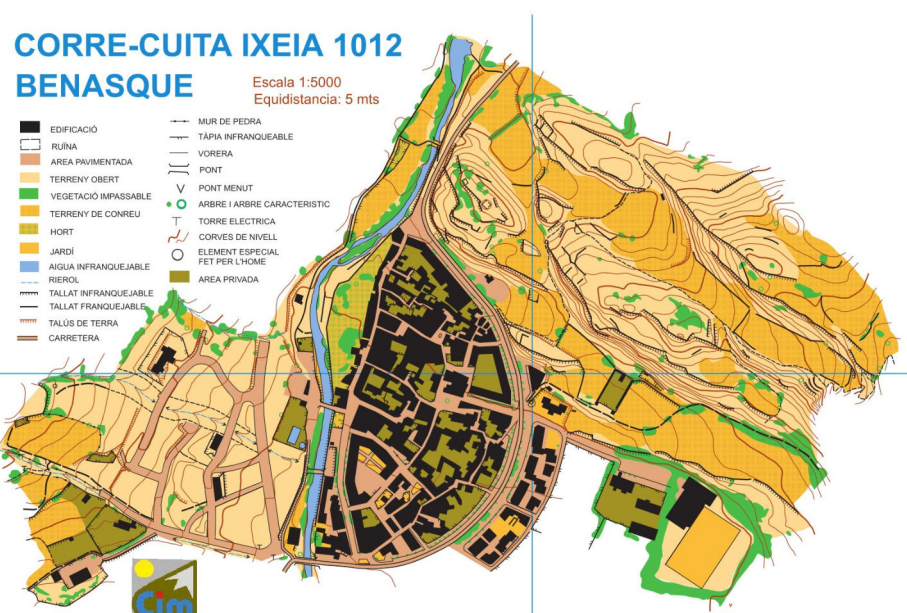 CORRE-CUITA IXEIA 1012
BENASQUE
Escala 1:5000
Equidistancia: 5 mts
EDIFICACIÓ
RUÏNA
AREA PAVIMENTADA
TERRENY OBERT
VEGETACIÓ IMPASSABLE
TERRENY DE CONREU
HORT
JARDÍ
AIGUA INFRANQUEJABLE
RIEROL
TALLAT INFRANQUEJABLE
TALLAT FRANQUEJABLE
TALÚS DE TERRA
CARRETERA
MUR DE PEDRA
TÀPIA INFRANQUEABLE
VORERA
PONT
PONT MENUT
ARBRE I ARBRE CARACTERISTIC
TORRE ELECTRICA
CORVES DE NIVELL
ELEMENT ESPECIAL
FET PER L'HOME
AREA PRIVADA
Cim